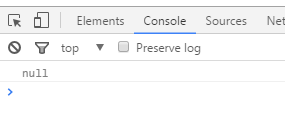 Elements Console Sources Net
top ▼ Preserve log
null
>